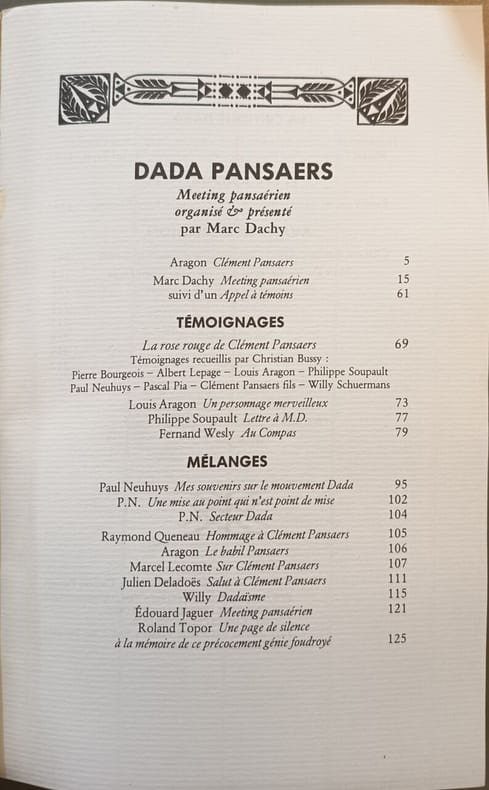 DADA PANSAERS
Meeting pansaérien
organisé & présenté
par Marc Dachy
Aragon Clément Pansaers 5
Marc Dachy Meeting pansaérien 15
suivi d'un Appel à témoins 61
TÉMOIGNAGES
La rose rouge de Clément Pansaers 69
Témoignages recueillis par Christian Bussy :
Pierre Bourgeois – Albert Lepage – Louis Aragon – Philippe Soupault
Paul Neuhuys – Pascal Pia – Clément Pansaers fils – Willy Schuermans
Louis Aragon Un personnage merveilleux 73
Philippe Soupault Lettre à M.D. 77
Fernand Wesly Au Compas 79
MÉLANGES
Paul Neuhuys Mes souvenirs sur le mouvement Dada 95
P.N. Une mise au point qui n'est point de mise 102
P.N. Secteur Dada 104
Raymond Queneau Hommage à Clément Pansaers 105
Aragon Le babil Pansaers 106
Marcel Lecomte Sur Clément Pansaers 107
Julien Deladoës Salut à Clément Pansaers 111
Willy Dadaïsme 115
Édouard Jaguer Meeting pansaérien 121
Roland Topor Une page de silence
à la mémoire de ce précocement génie foudroyé 125